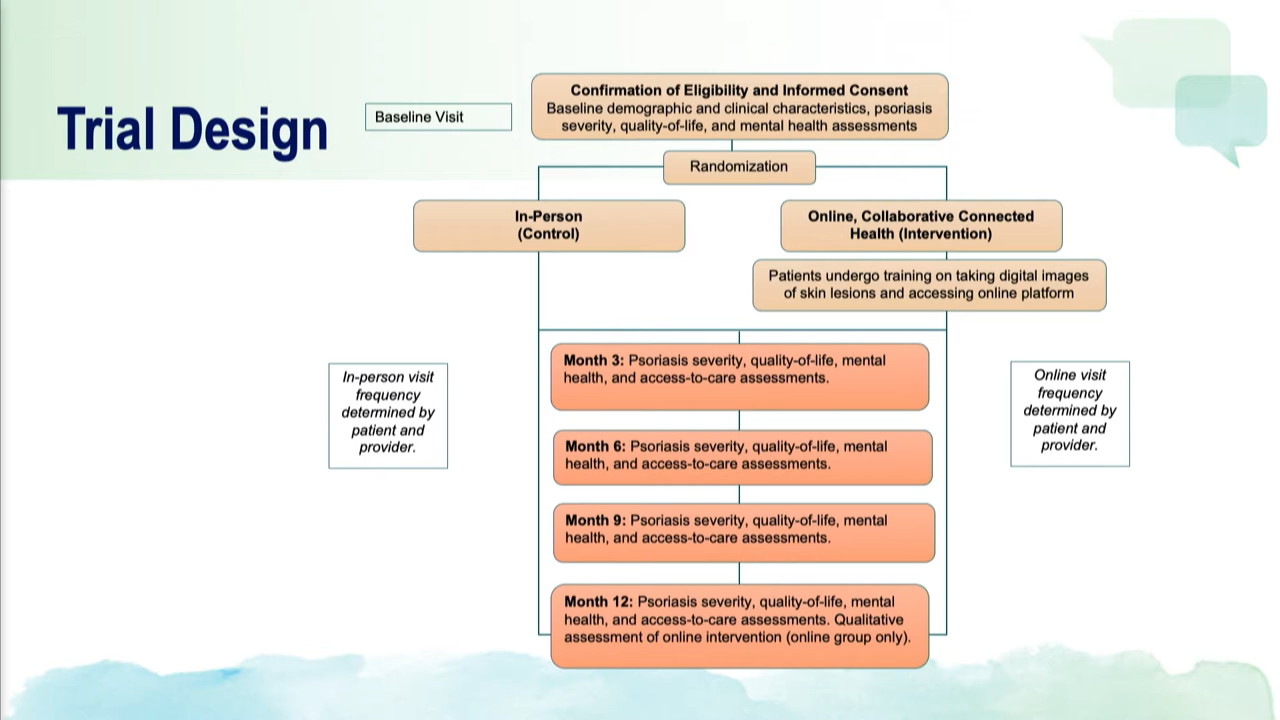 Trial Design
Baseline Visit
Confirmation of Eligibility and Informed Consent
Baseline demographic and clinical characteristics, psoriasis
severity, quality-of-life, and mental health assessments
Randomization
In-Person
(Control)
Online, Collaborative Connected
Health (Intervention)
Patients undergo training on taking digital images
of skin lesions and accessing online platform
In-person visit
frequency
determined by
patient and
provider.
Month 3: Psoriasis severity, quality-of-life, mental
health, and access-to-care assessments.
Month 6: Psoriasis severity, quality-of-life, mental
health, and access-to-care assessments.
Month 9: Psoriasis severity, quality-of-life, mental
health, and access-to-care assessments.
Month 12: Psoriasis severity, quality-of-life, mental
health, and access-to-care assessments. Qualitative
assessment of online intervention (online group only).
Online visit
frequency
determined by
patient and
provider.